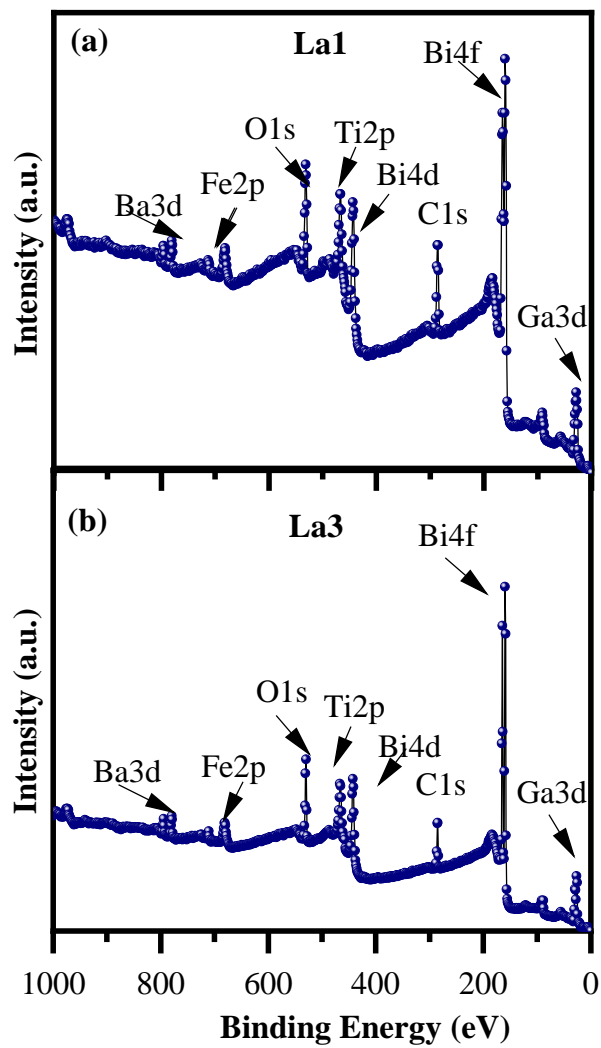 (a)
La1
Bi4f
O1s
Ti2p
Bi4d
Fe2p
Ba3d
C1s
Ga3d
Intensity (a.u.)
(b)
La3
Bi4f
O1s
Ti2p
Bi4d
Ba3d
Fe2p
C1s
Ga3d
Intensity (a.u.)
1000 800 600 400 200 0
Binding Energy (eV)